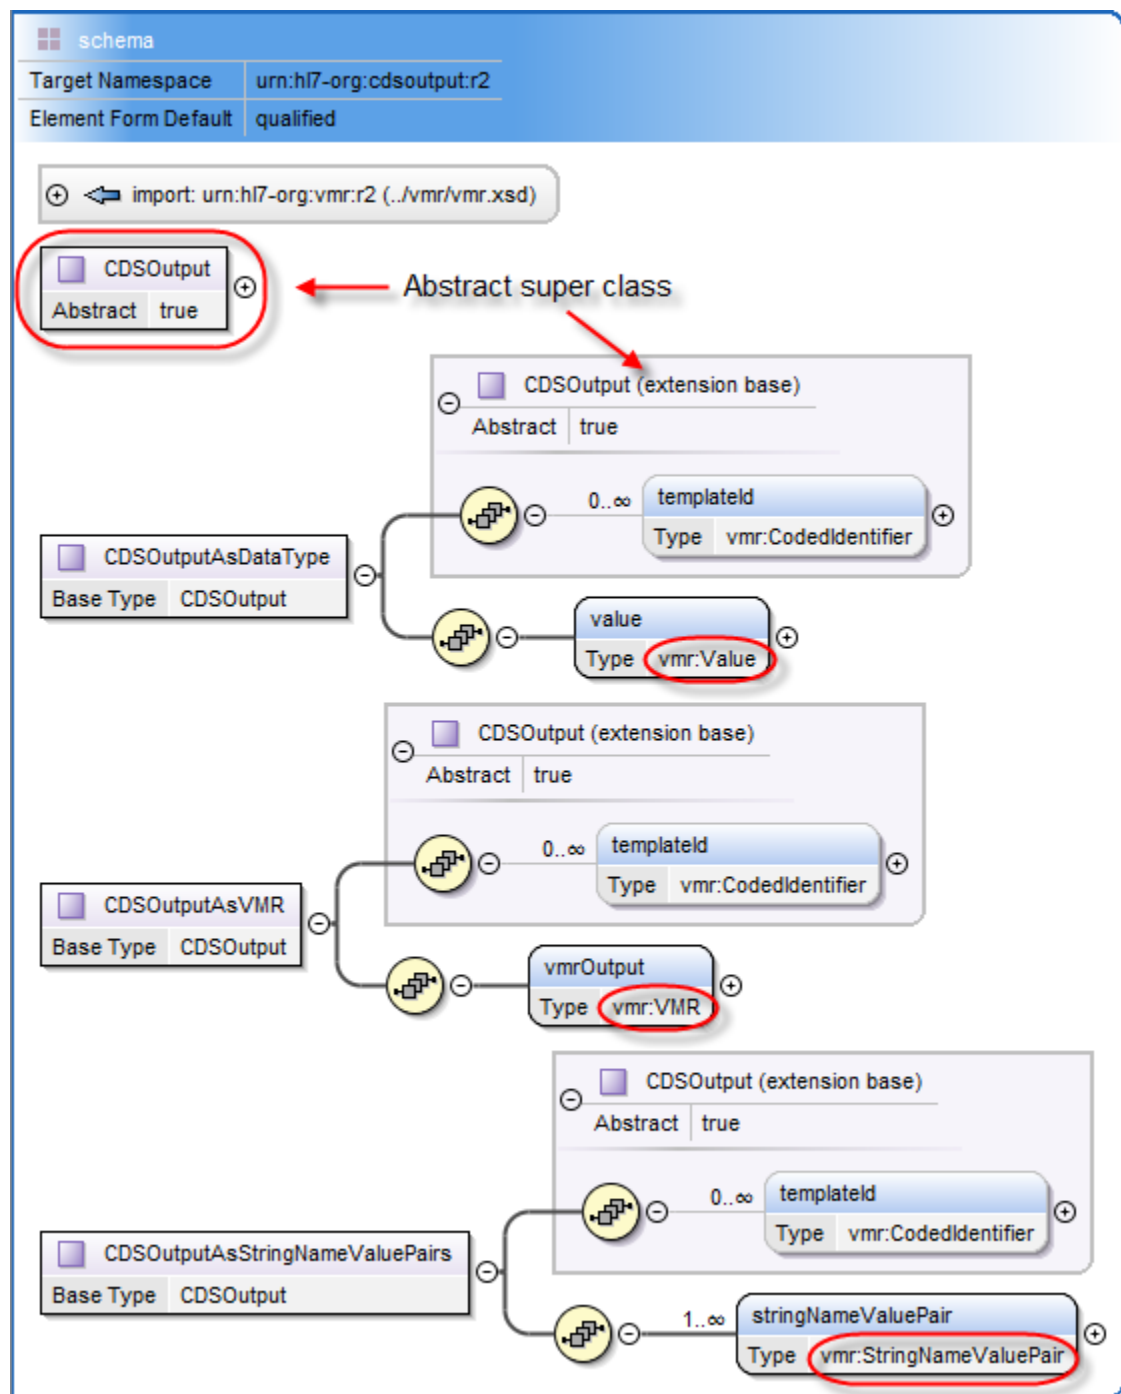 schema
Target Namespace urn:hl7-org:cdsoutput:r2
Element Form Default qualified
import: urn:hl7-org:vmr:r2 (../vmr/vmr.xsd)
CDSOutput
Abstract true
Abstract super class
CDSOutput (extension base)
Abstract true
0..∞ templateId
Type vmr:CodedIdentifier
CDSOutputAsDataType
Base Type CDSOutput
value
Type vmr:Value
CDSOutput (extension base)
Abstract true
0..∞ templateId
Type vmr:CodedIdentifier
CDSOutputAsVMR
Base Type CDSOutput
vmrOutput
Type vmr:VMR
CDSOutput (extension base)
Abstract true
0..∞ templateId
Type vmr:CodedIdentifier
CDSOutputAsStringNameValuePairs
Base Type CDSOutput
1..∞ stringNameValuePair
Type vmr:StringNameValuePair